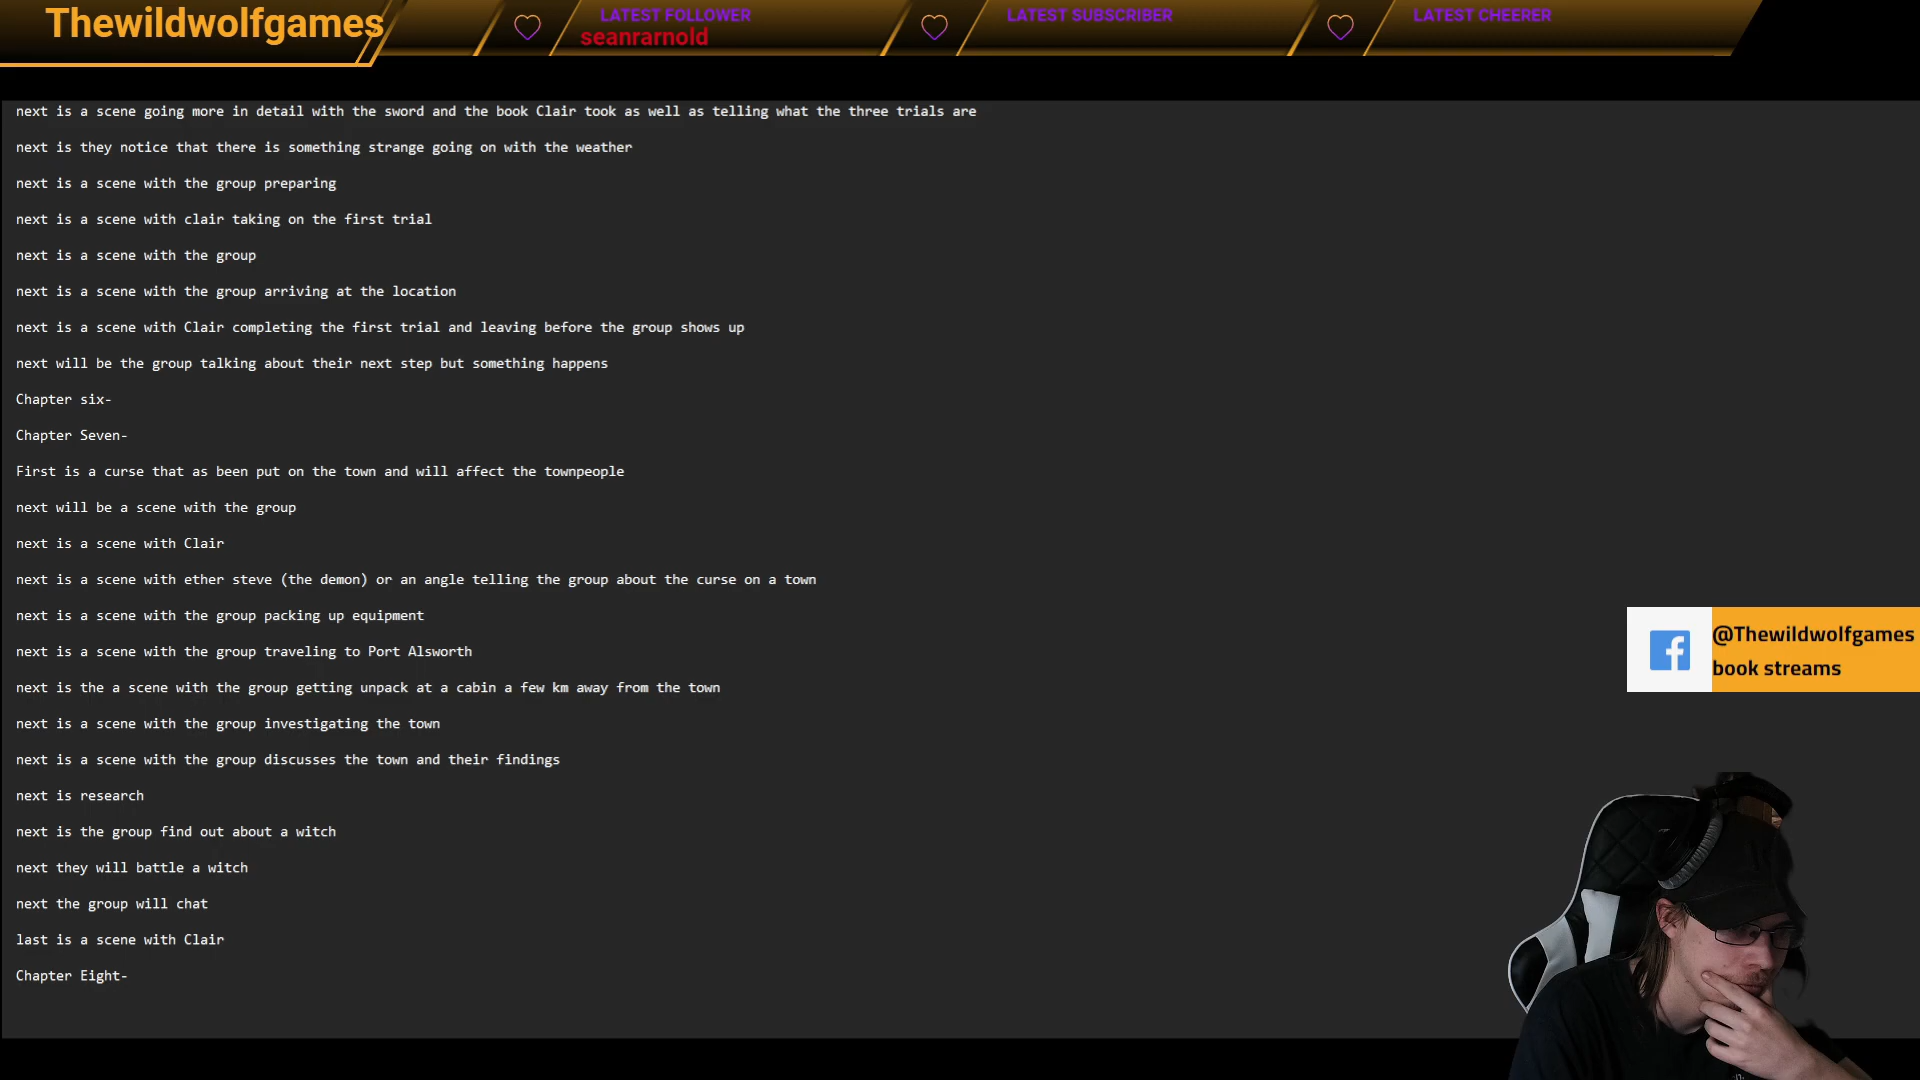 Thewildwolfgames
LATEST FOLLOWER
seanrarnold
LATEST SUBSCRIBER
LATEST CHEERER
next is a scene going more in detail with the sword and the book Clair took as well as telling what the three trials are
next is they notice that there is something strange going on with the weather
next is a scene with the group preparing
next is a scene with clair taking on the first trial
next is a scene with the group
next is a scene with the group arriving at the location
next is a scene with Clair completing the first trial and leaving before the group shows up
next will be the group talking about their next step but something happens
Chapter six-
Chapter Seven-
First is a curse that as been put on the town and will affect the townpeople
next will be a scene with the group
next is a scene with Clair
next is a scene with ether steve (the demon) or an angle telling the group about the curse on a town
next is a scene with the group packing up equipment
next is a scene with the group traveling to Port Alsworth
next is the a scene with the group getting unpack at a cabin a few km away from the town
next is a scene with the group investigating the town
next is a scene with the group discusses the town and their findings
next is research
next is the group find out about a witch
next they will battle a witch
next the group will chat
last is a scene with Clair
Chapter Eight-
@Thewildwolfgames
book streams